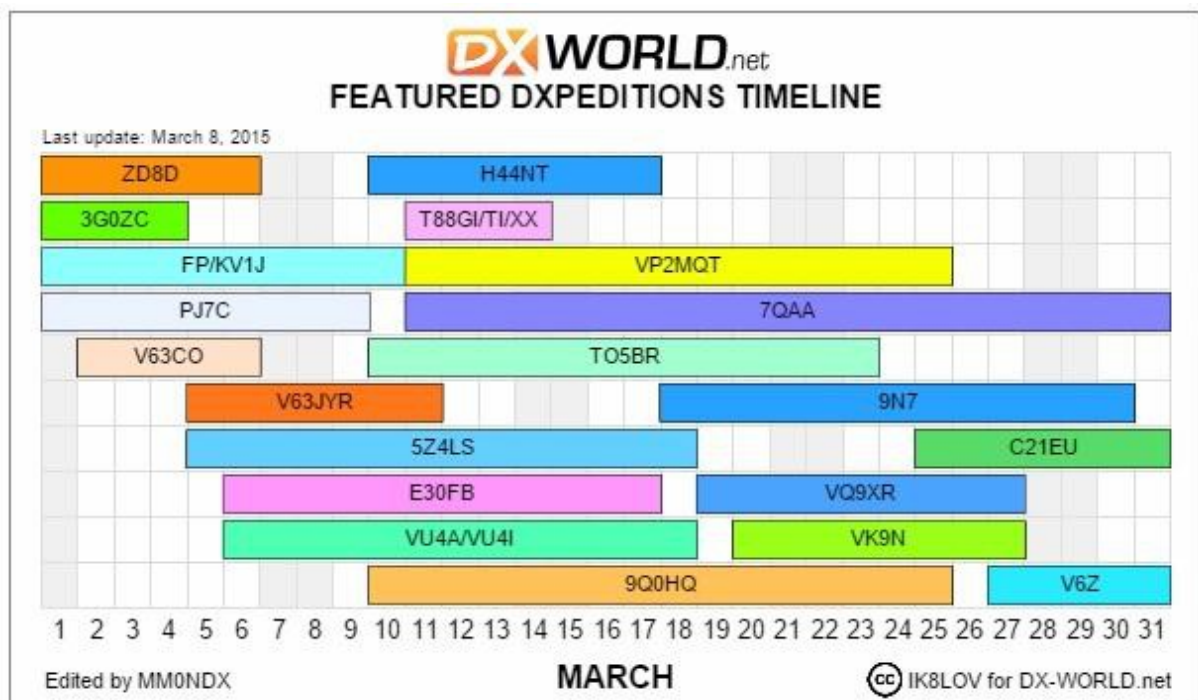 DX WORLD.net
FEATURED DXPEDITIONS TIMELINE
Last update: March 8, 2015
ZD8D H44NT
3G0ZC T88GI/TI/XX
FP/KV1J VP2MQT
PJ7C 7QAA
V63CO TO5BR
V63JYR 9N7
5Z4LS C21EU
E30FB VQ9XR
VU4A/VU4I VK9N
9Q0HQ V6Z
1 2 3 4 5 6 7 8 9 10 11 12 13 14 15 16 17 18 19 20 21 22 23 24 25 26 27 28 29 30 31
Edited by MM0NDX MARCH cc IK8LOV for DX-WORLD.net